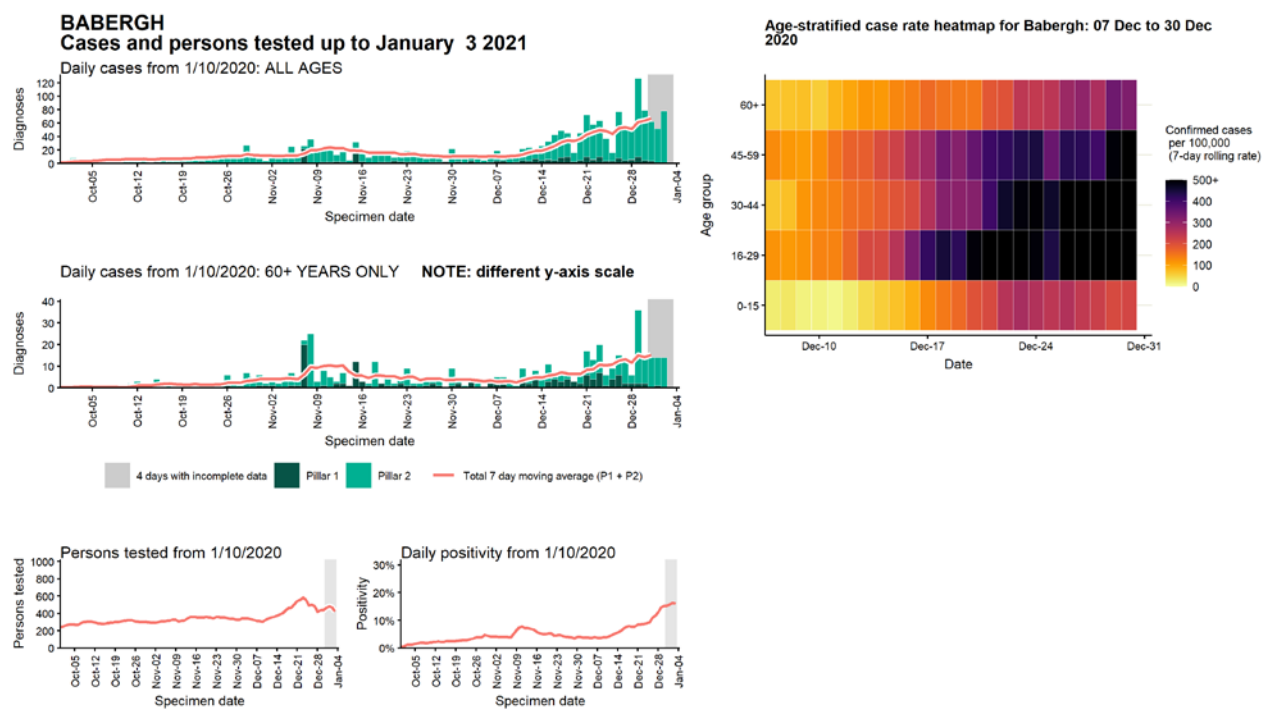 BABERGH
Cases and persons tested up to January 3 2021
Daily cases from 1/10/2020: ALL AGES
Diagnoses
120
100
80
60
40
20
0
Oct-05 Oct-12 Oct-19 Oct-26 Nov-02 Nov-09 Nov-16 Nov-23 Nov-30 Dec-07 Dec-14 Dec-21 Dec-28 Jan-04
Specimen date
Daily cases from 1/10/2020: 60+ YEARS ONLY NOTE: different y-axis scale
Diagnoses
40
30
20
10
0
Oct-05 Oct-12 Oct-19 Oct-26 Nov-02 Nov-09 Nov-16 Nov-23 Nov-30 Dec-07 Dec-14 Dec-21 Dec-28 Jan-04
Specimen date
4 days with incomplete data Pillar 1 Pillar 2 Total 7 day moving average (P1 + P2)
Persons tested from 1/10/2020
Persons tested
1000
800
600
400
200
0
Oct-05 Oct-12 Oct-19 Oct-26 Nov-02 Nov-09 Nov-16 Nov-23 Nov-30 Dec-07 Dec-14 Dec-21 Dec-28 Jan-04
Specimen date
Daily positivity from 1/10/2020
Positivity
30%
20%
10%
0%
Oct-05 Oct-12 Oct-19 Oct-26 Nov-02 Nov-09 Nov-16 Nov-23 Nov-30 Dec-07 Dec-14 Dec-21 Dec-28 Jan-04
Specimen date
Age-stratified case rate heatmap for Babergh: 07 Dec to 30 Dec
2020
Age group
60+
45-59
30-44
16-29
0-15
Dec-10 Dec-17 Dec-24 Dec-31
Date
Confirmed cases
per 100,000
(7-day rolling rate)
500+
400
300
200
100
0